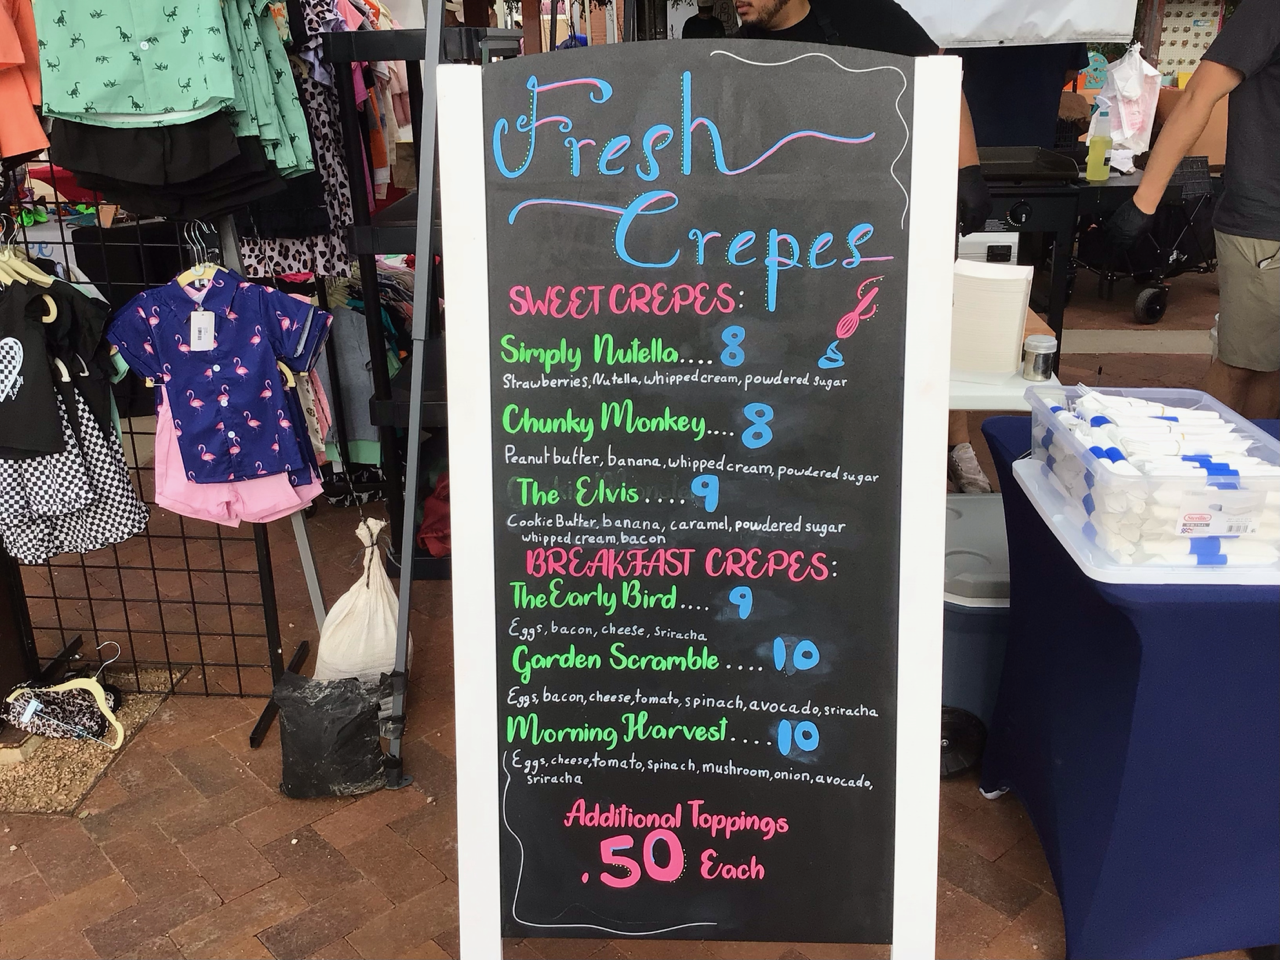 Fresh
Crepes
SWEET CREPES:
Simply Nutella.... 8
Strawberries, Nutella, whipped cream, powdered sugar
Chunky Monkey.... 8
Peanut butter, banana, whipped cream, powdered sugar
The Elvis.... 9
Cookie Butter, banana, caramel, powdered sugar
whipped cream, bacon
BREAKFAST CREPES:
The Early Bird.... 9
Eggs, bacon, cheese, sriracha
Garden Scramble.... 10
Eggs, bacon, cheese, tomato, spinach, avocado, sriracha
Morning Harvest.... 10
Eggs, cheese, tomato, spinach, mushroom, onion, avocado,
sriracha
Additional Toppings
.50 Each